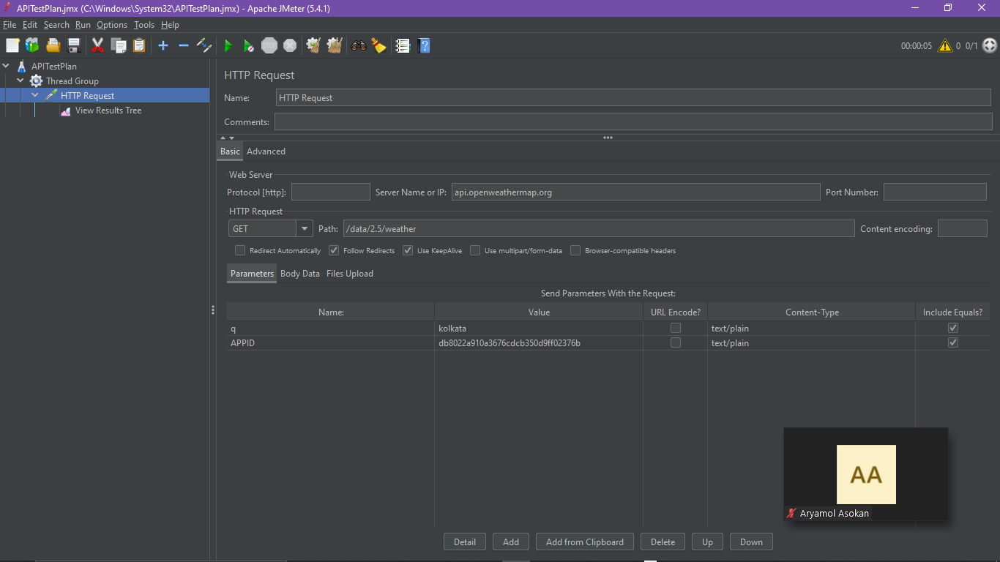 APITestPlan.jmx (C:\Windows\System32\APITestPlan.jmx) - Apache JMeter (5.4.1)
File Edit Search Run Options Tools Help
STOP
00:00:05 0 0/1
APITestPlan
Thread Group
HTTP Request
View Results Tree
HTTP Request
Name: HTTP Request
Comments:
Basic Advanced
Web Server
Protocol [http]: Server Name or IP: api.openweathermap.org Port Number:
HTTP Request
GET Path: /data/2.5/weather Content encoding:
Redirect Automatically Follow Redirects Use KeepAlive Use multipart/form-data Browser-compatible headers
Parameters Body Data Files Upload
Send Parameters With the Request:
Name: Value URL Encode? Content-Type Include Equals?
q kolkata text/plain
APPID db8022a910a3676cdcb350d9ff02376b text/plain
AA
Aryamol Asokan
Detail Add Add from Clipboard Delete Up Down